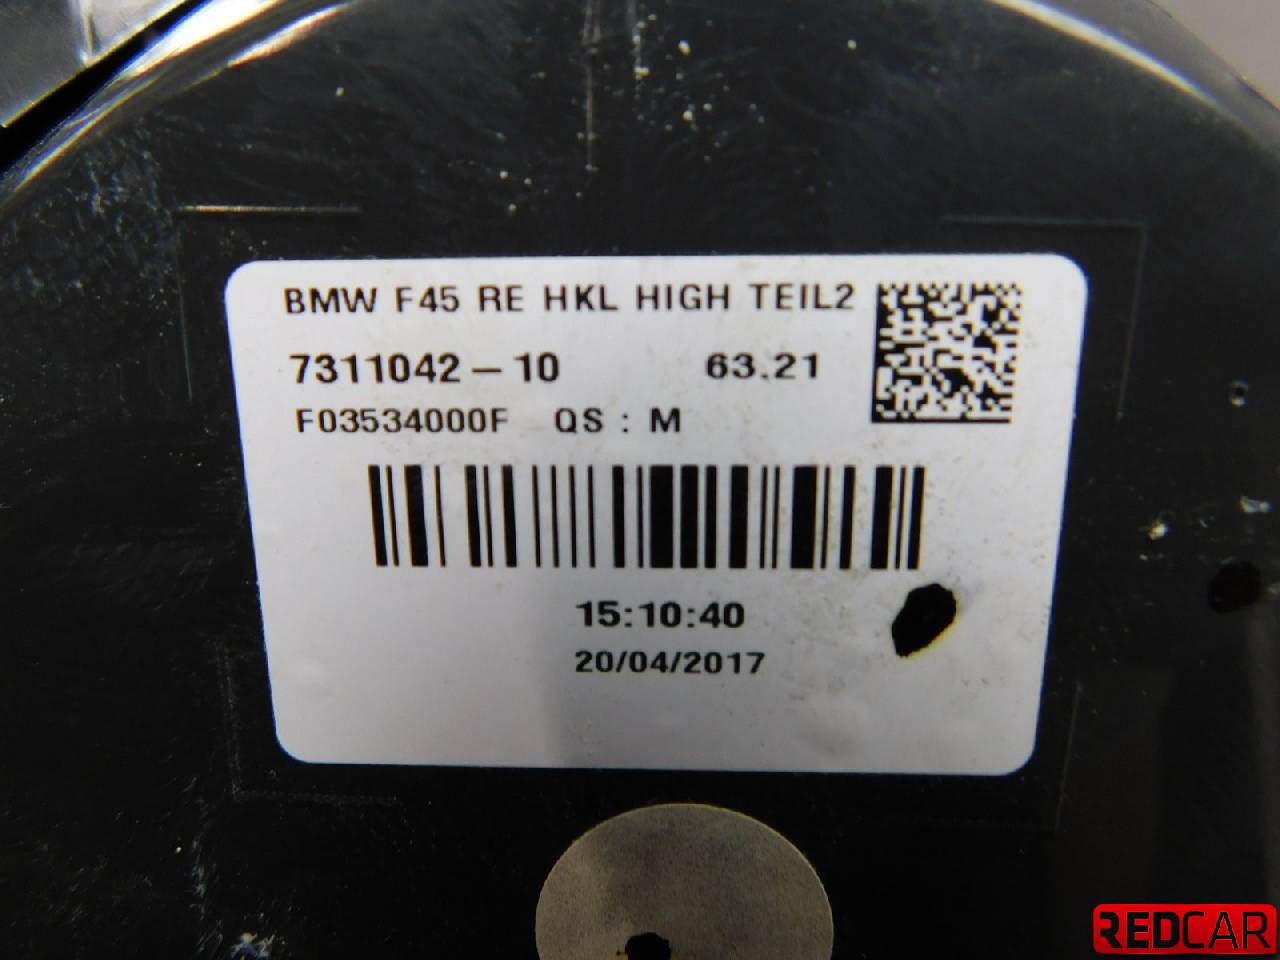 BMW F45 RE HKL HIGH TEIL2
7311042-10 63.21
F03534000F QS : M
15:10:40
20/04/2017
REDCAR